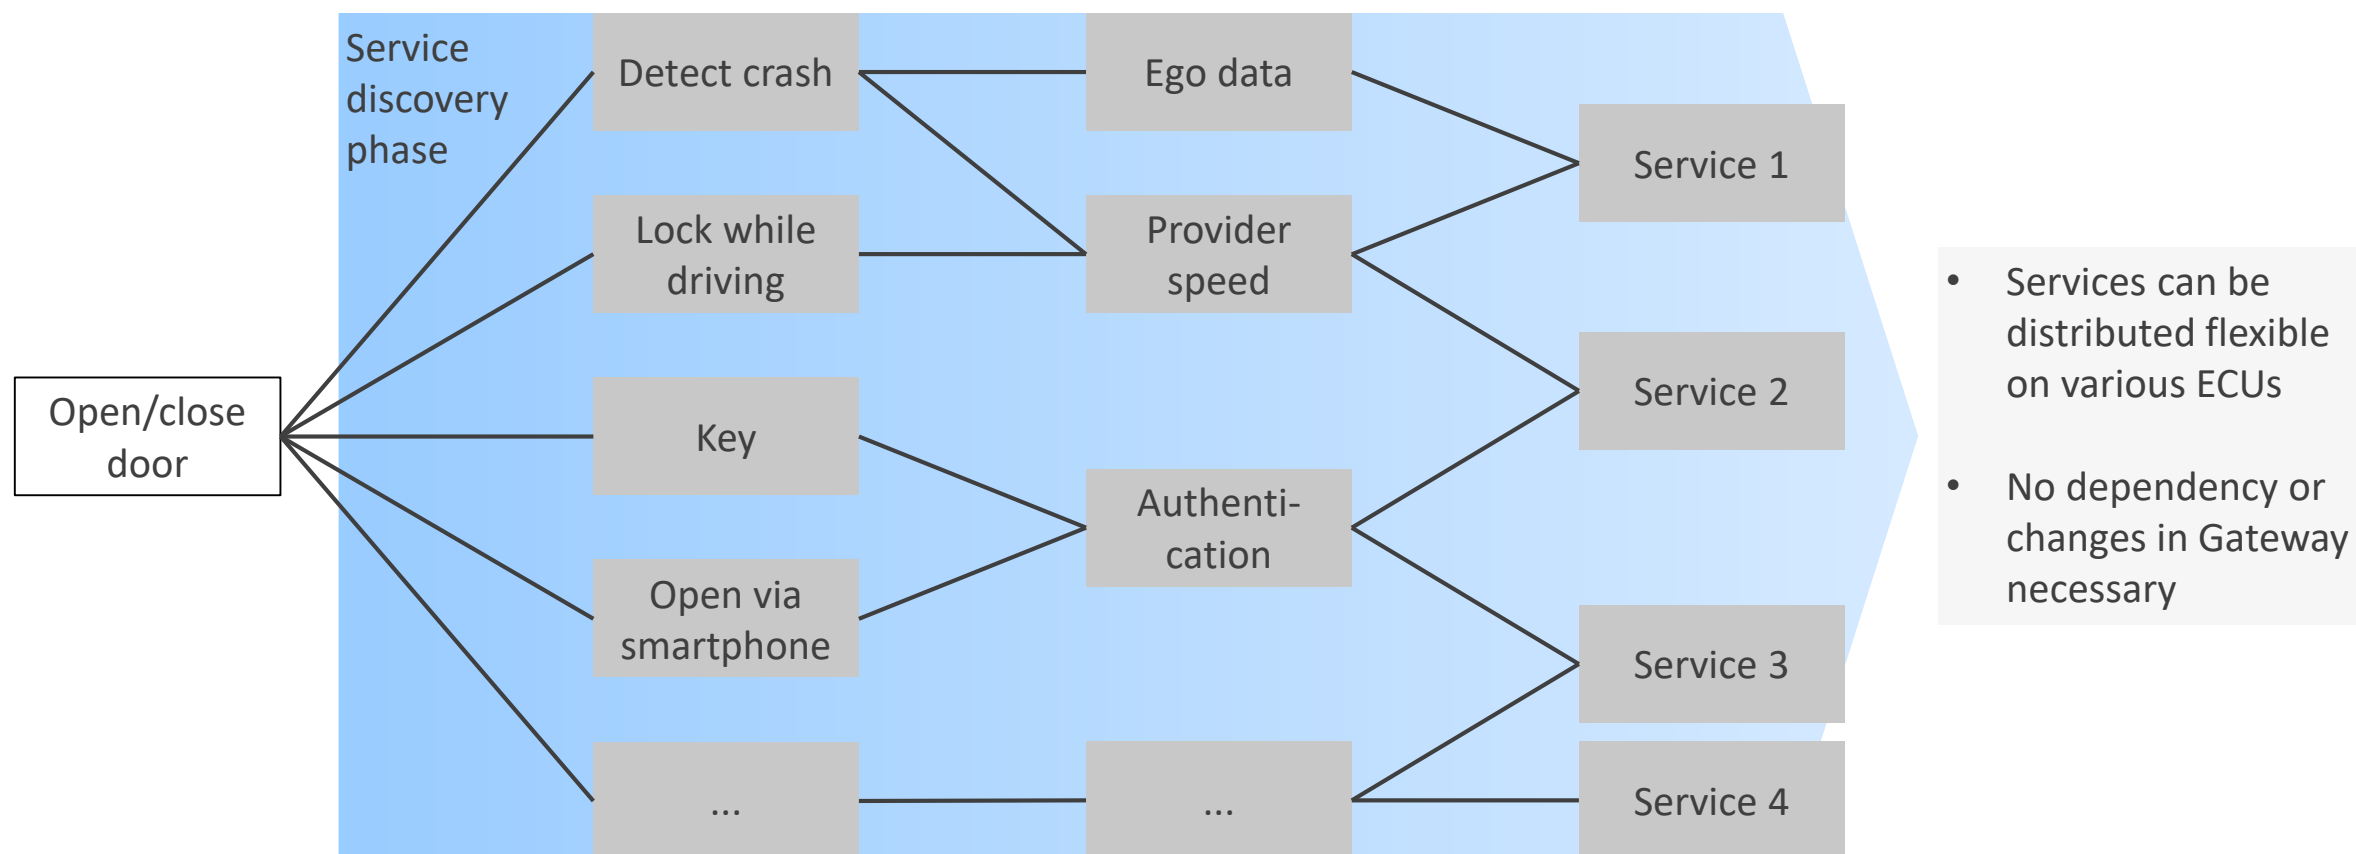 Service
discovery
phase
Detect crash
Ego data
Service 1
Lock while
driving
Provider
speed
Open/close
door
Key
Service 2
Authenti-
cation
Open via
smartphone
Service 3
...
...
Service 4
• Services can be
distributed flexible
on various ECUs
• No dependency or
changes in Gateway
necessary